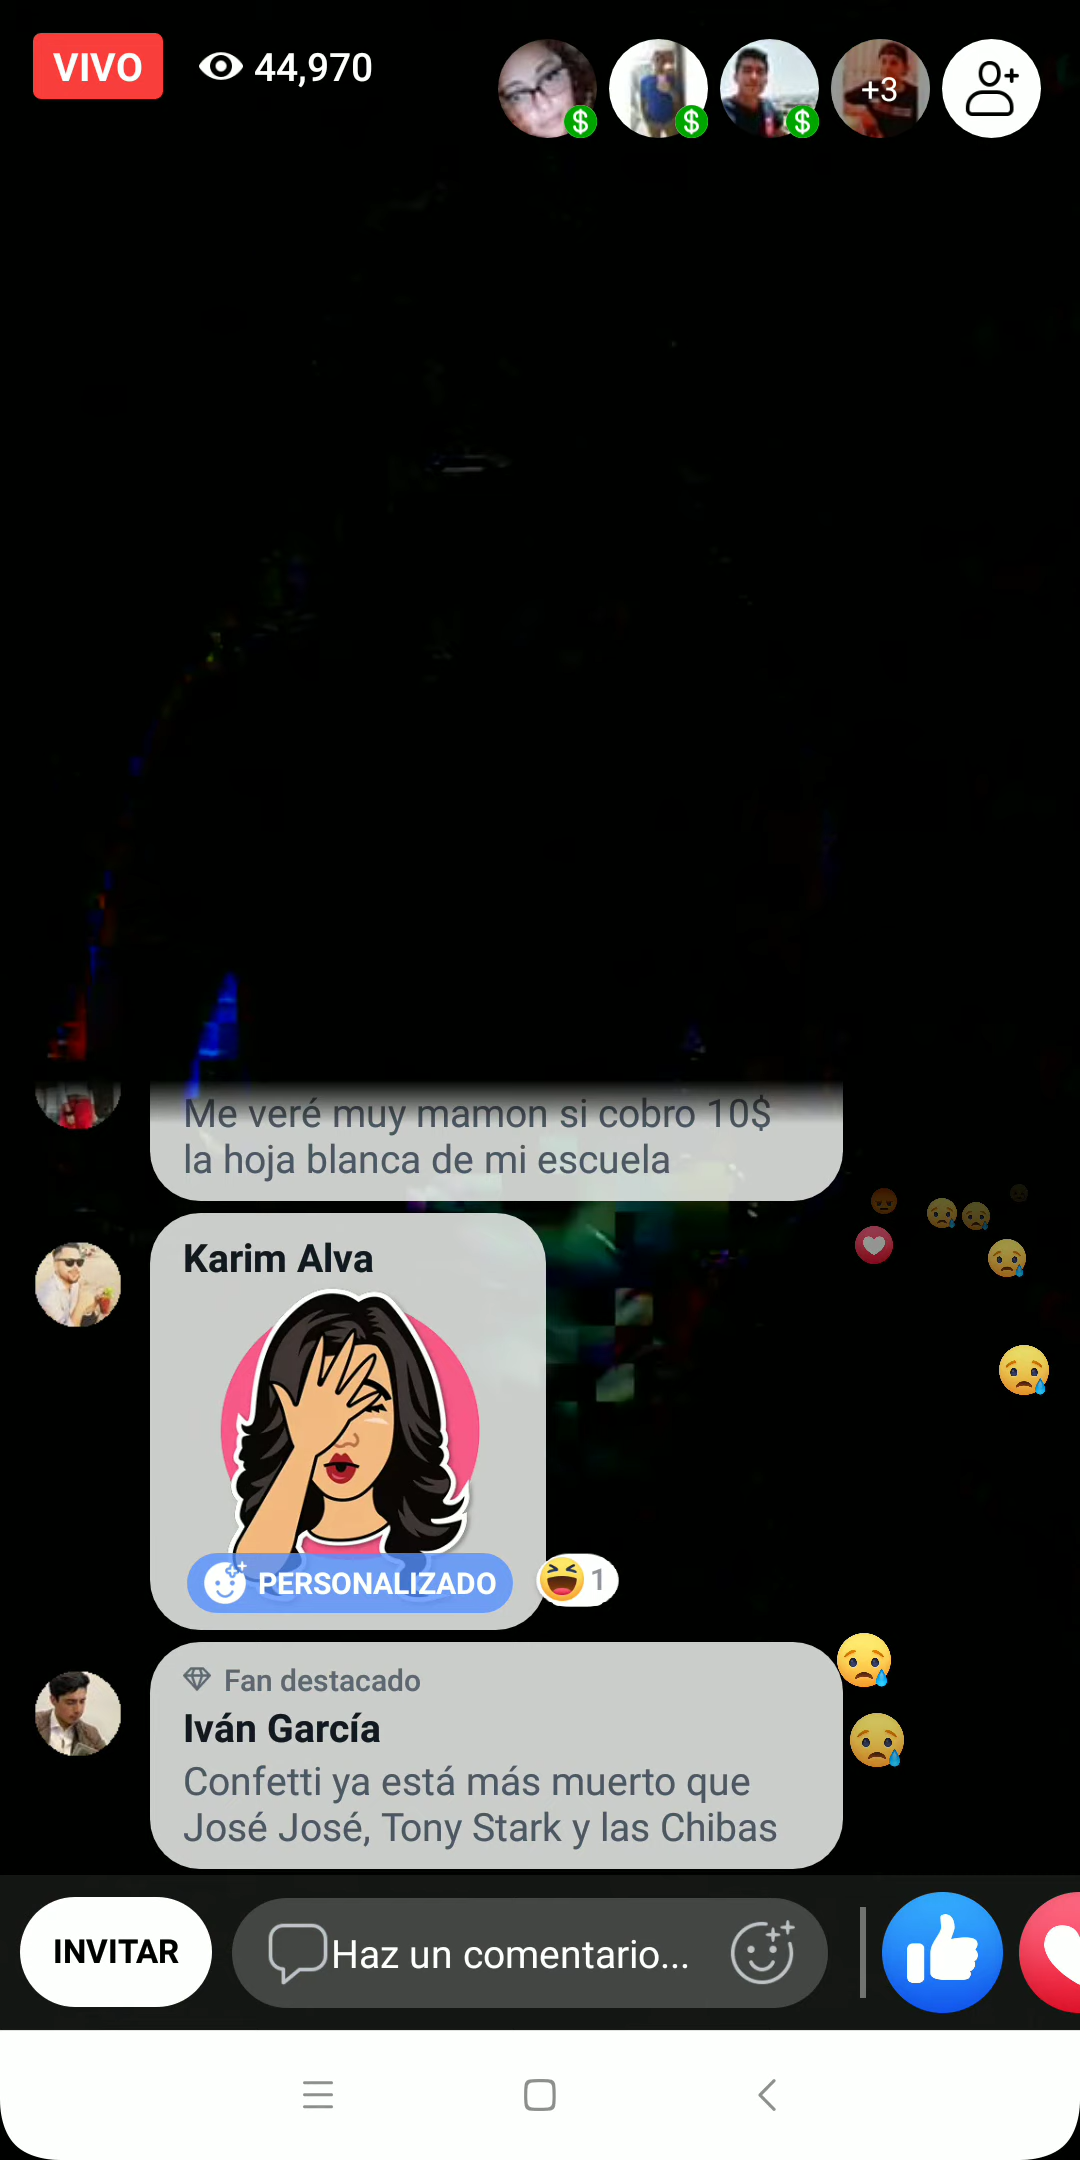 VIVO
44,970
+3
Me veré muy mamon si cobro 10$
la hoja blanca de mi escuela
Karim Alva
PERSONALIZADO
1
Fan destacado
Iván García
Confetti ya está más muerto que
José José, Tony Stark y las Chibas
INVITAR
Haz un comentario...